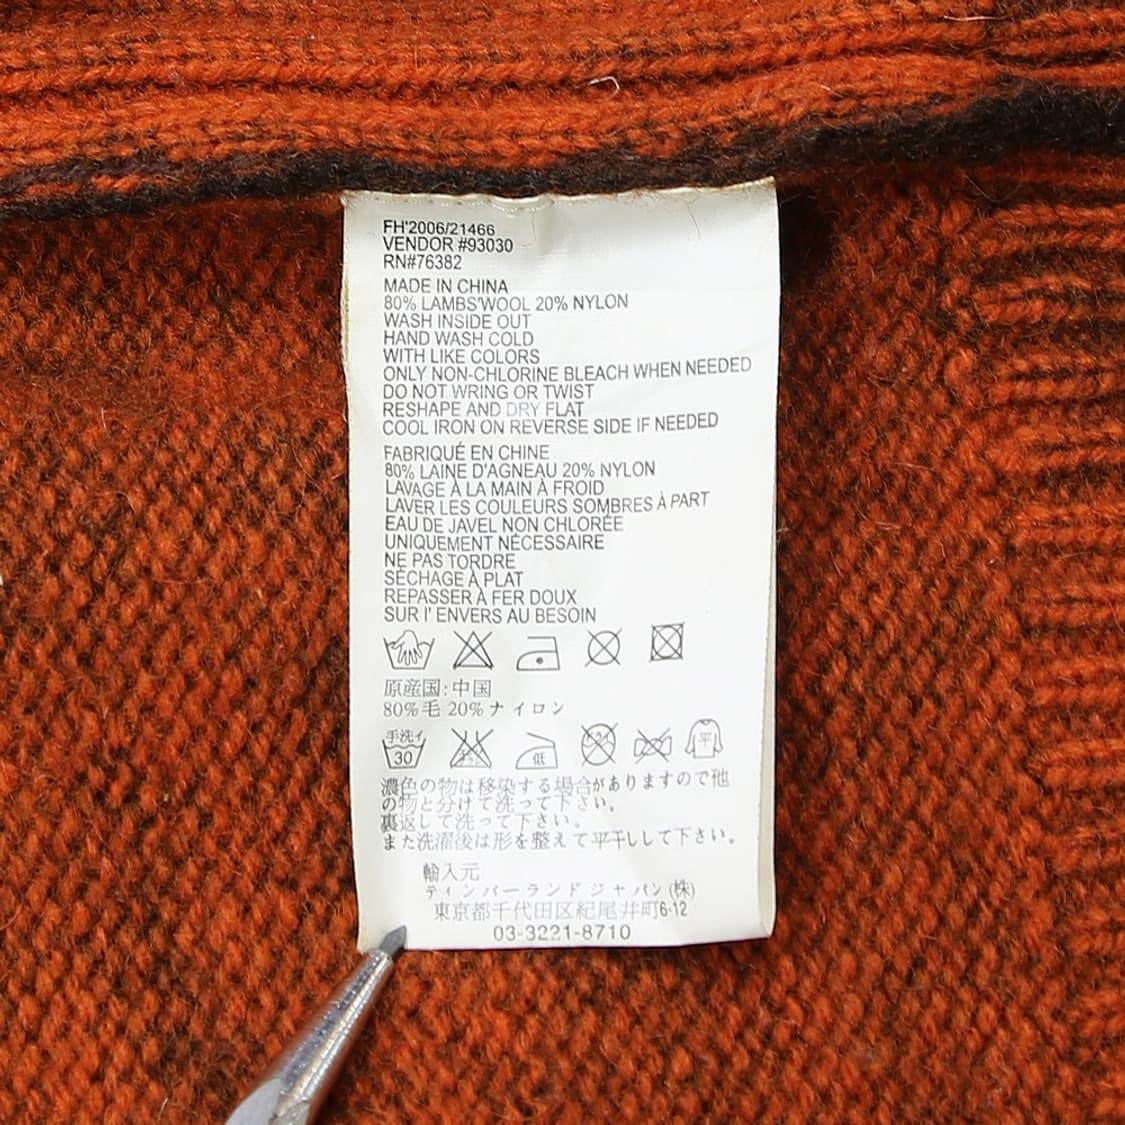 FH'2006/21466
VENDOR #93030
RN#76382
MADE IN CHINA
80% LAMBS'WOOL 20% NYLON
WASH INSIDE OUT
HAND WASH COLD
WITH LIKE COLORS
ONLY NON-CHLORINE BLEACH WHEN NEEDED
DO NOT WRING OR TWIST
RESHAPE AND DRY FLAT
COOL IRON ON REVERSE SIDE IF NEEDED
FABRIQUÉ EN CHINE
80% LAINE D'AGNEAU 20% NYLON
LAVAGE À LA MAIN À FROID
LAVER LES COULEURS SOMBRES À PART
EAU DE JAVEL NON CHLORÉE
UNIQUEMENT NÉCESSAIRE
NE PAS TORDRE
SÉCHAGE À PLAT
REPASSER À FER DOUX
SUR l' ENVERS AU BESOIN
原産国:中国
80%毛 20%ナイロン
手洗イ 30 低 平
濃色の物は移染する場合がありますので他
の物と分けて洗って下さい。
裏返して洗って下さい。
また洗濯後は形を整えて平干しして下さい。
輸入元
ティンバーランドジャパン(株)
東京都千代田区紀尾井町6-12
03-3221-8710